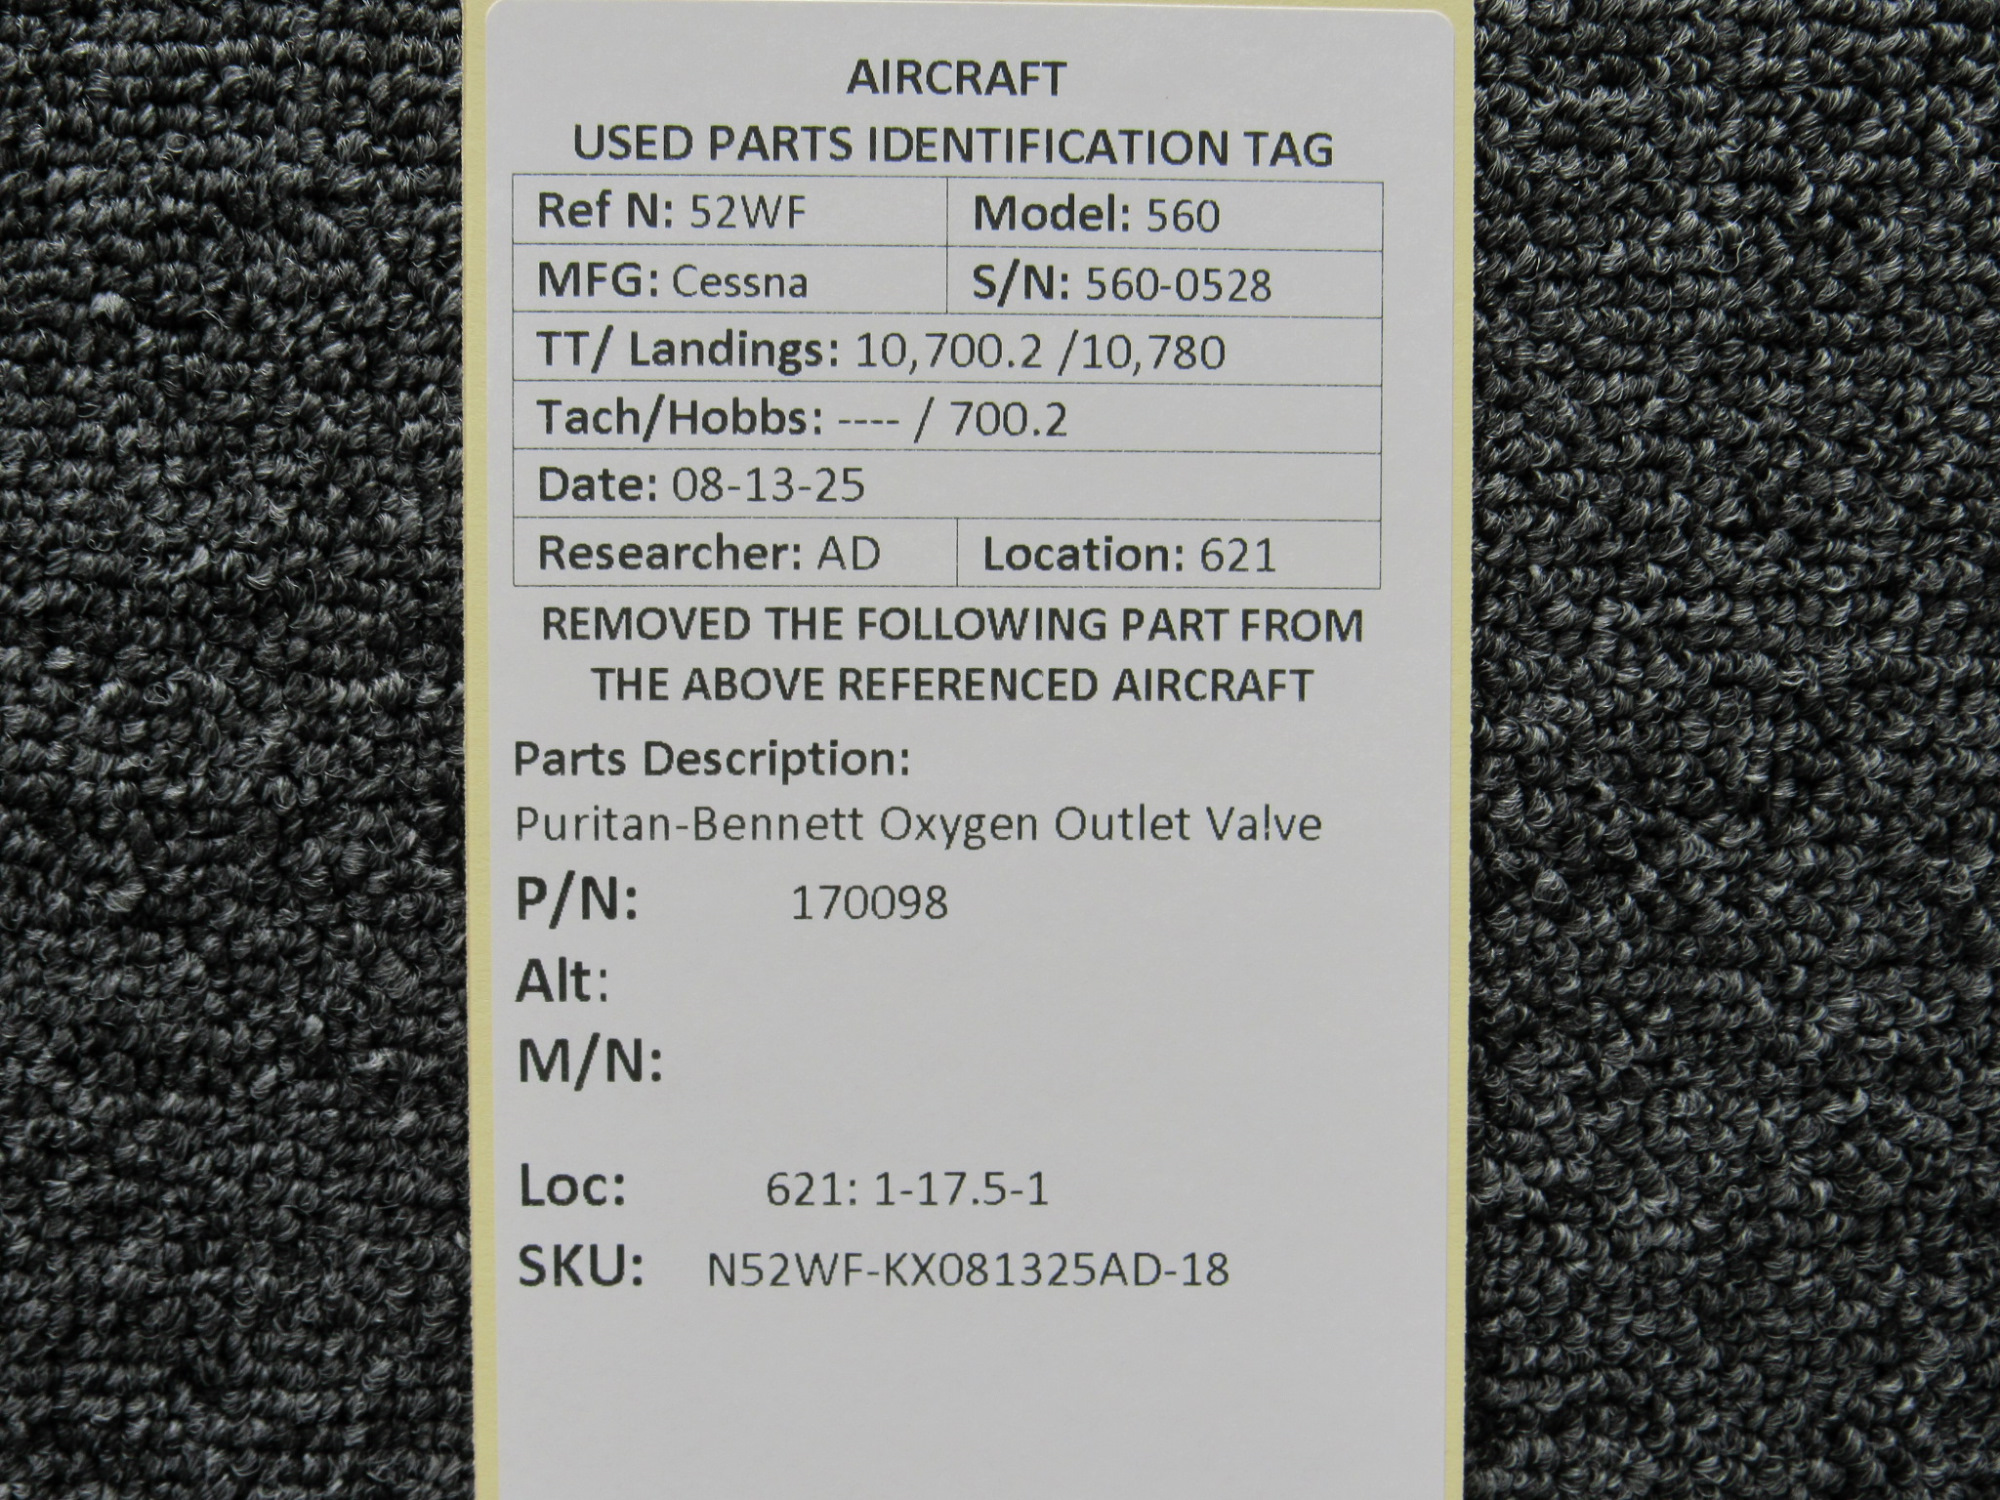 AIRCRAFT
USED PARTS IDENTIFICATION TAG
Ref N: 52WF Model: 560
MFG: Cessna S/N: 560-0528
TT/ Landings: 10,700.2 /10,780
Tach/Hobbs: ---- / 700.2
Date: 08-13-25
Researcher: AD Location: 621
REMOVED THE FOLLOWING PART FROM
THE ABOVE REFERENCED AIRCRAFT
Parts Description:
Puritan-Bennett Oxygen Outlet Valve
P/N: 170098
Alt:
M/N:
Loc: 621: 1-17.5-1
SKU: N52WF-KX081325AD-18